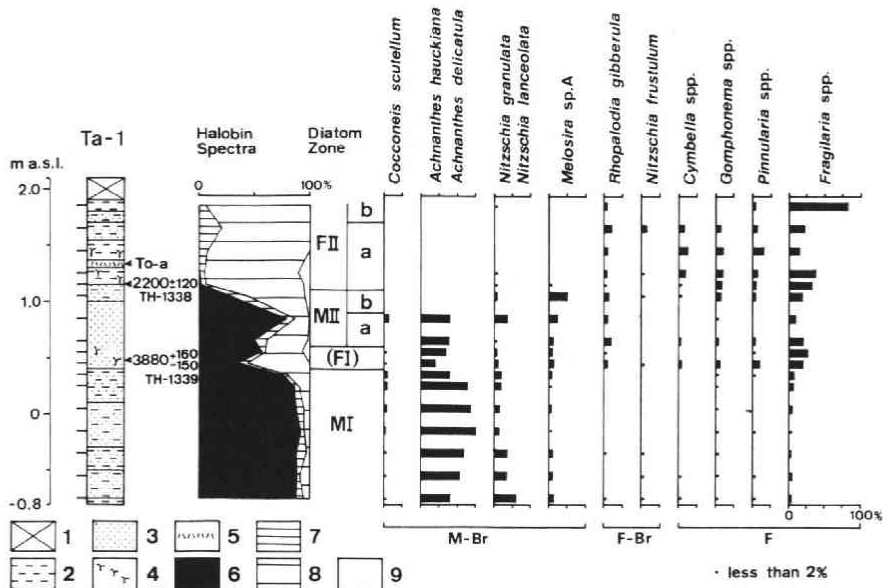 Ta-1
m a.s.l.
2.0
1.0
0
-0.8
To-a
2200±120
TH-1338
3880+160
-150
TH-1339
Halobin
Spectra
0
100%
Diatom
Zone
b
FII
a
b
MII
a
(FI)
MI
Cocconeis scutellum
Achnanthes hauckiana
Achnanthes delicatula
Nitzschia granulata
Nitzschia lanceolata
Melosira sp.A
Rhopalodia gibberula
Nitzschia frustulum
Cymbella spp.
Gomphonema spp.
Pinnularia spp.
Fragilaria spp.
0
100%
M-Br
F-Br
F
· less than 2%
1
3
5
7
2
4
6
8
9